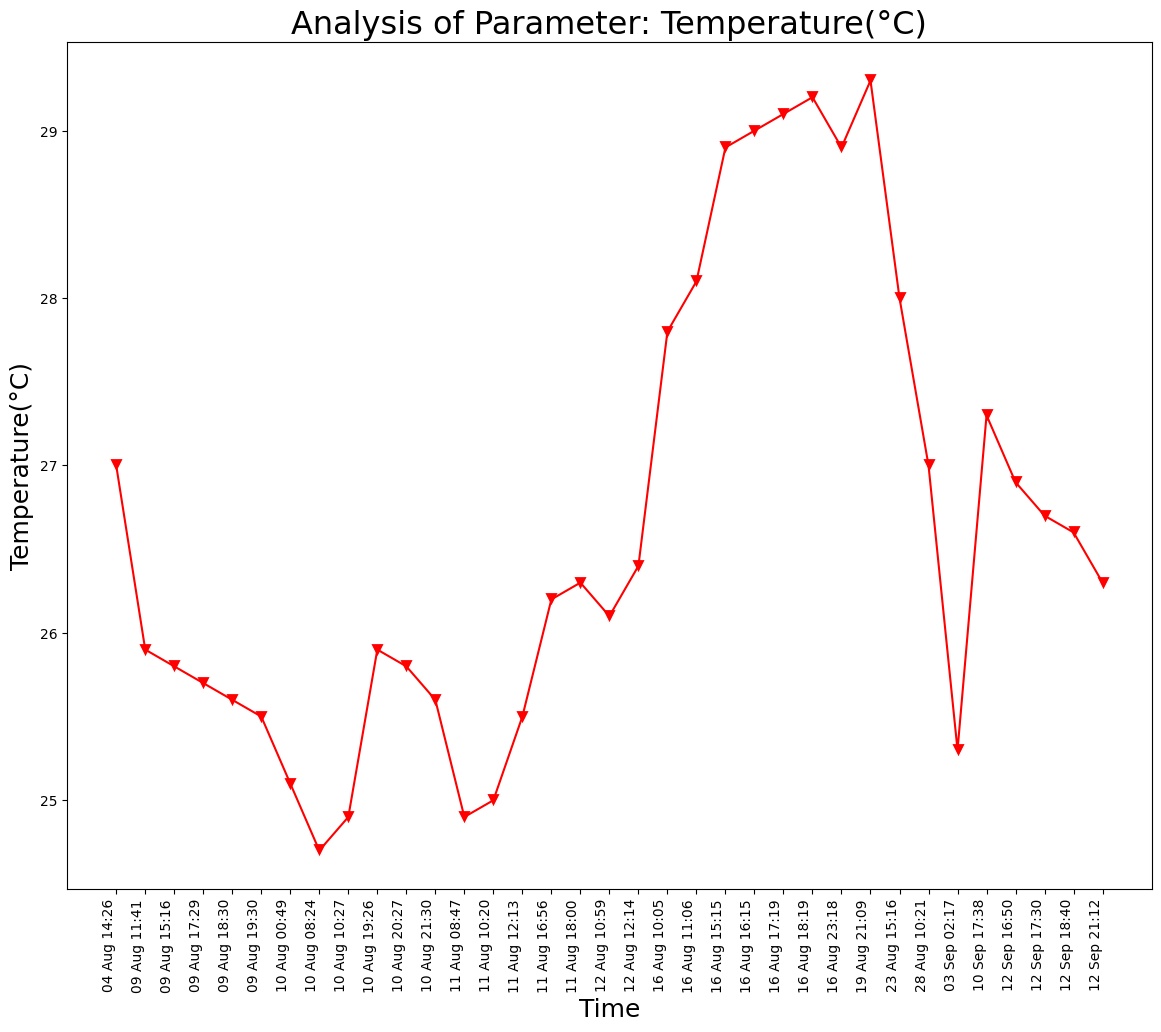 Analysis of Parameter: Temperature(°C)
Temperature(°C)
29
28
27
26
25
04 Aug 14:26
09 Aug 11:41
09 Aug 15:16
09 Aug 17:29
09 Aug 18:30
09 Aug 19:30
10 Aug 00:49
10 Aug 08:24
10 Aug 10:27
10 Aug 19:26
10 Aug 20:27
10 Aug 21:30
11 Aug 08:47
11 Aug 10:20
11 Aug 12:13
11 Aug 16:56
11 Aug 18:00
12 Aug 10:59
12 Aug 12:14
16 Aug 10:05
16 Aug 11:06
16 Aug 15:15
16 Aug 16:15
16 Aug 17:19
16 Aug 18:19
16 Aug 23:18
19 Aug 21:09
23 Aug 15:16
28 Aug 10:21
03 Sep 02:17
10 Sep 17:38
12 Sep 16:50
12 Sep 17:30
12 Sep 18:40
12 Sep 21:12
Time